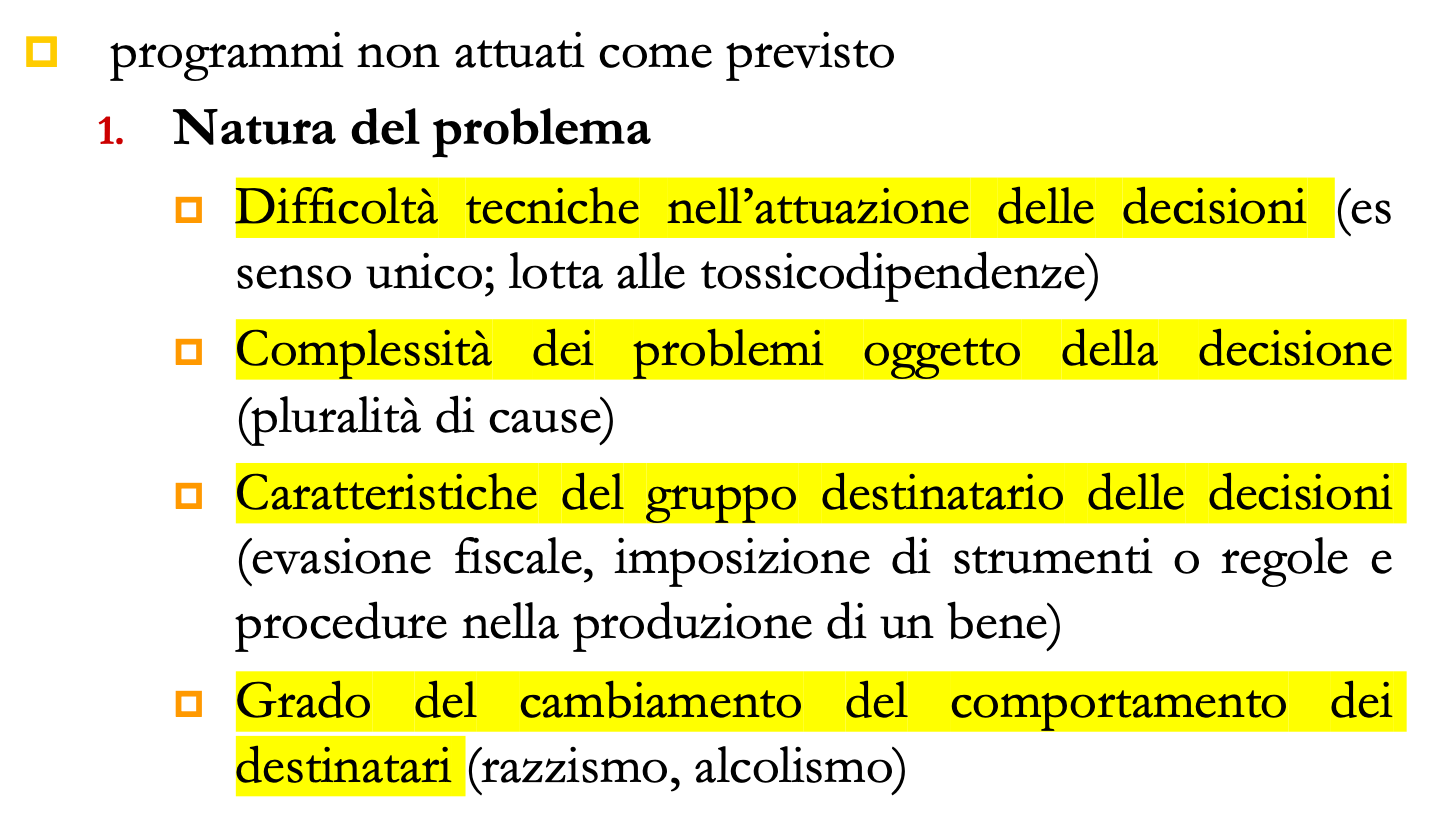 programmi non attuati come previsto
1. Natura del problema
Difficoltà tecniche nell’attuazione delle decisioni (es
senso unico; lotta alle tossicodipendenze)
Complessità dei problemi oggetto della decisione
(pluralità di cause)
Caratteristiche del gruppo destinatario delle decisioni
(evasione fiscale, imposizione di strumenti o regole e
procedure nella produzione di un bene)
Grado del cambiamento del comportamento dei
destinatari (razzismo, alcolismo)